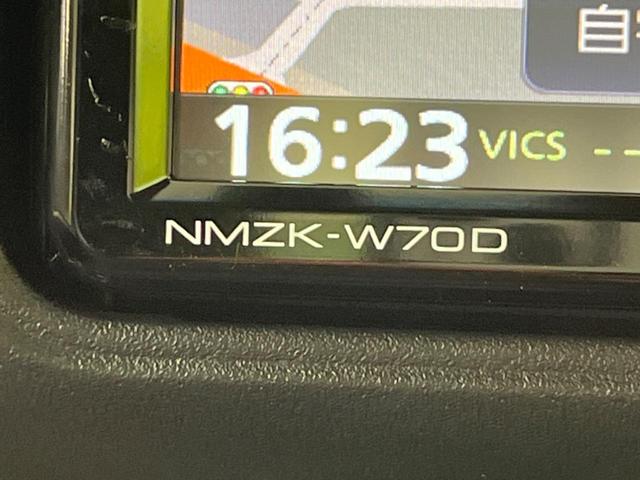 自
16:23 VICS --
NMZK-W70D